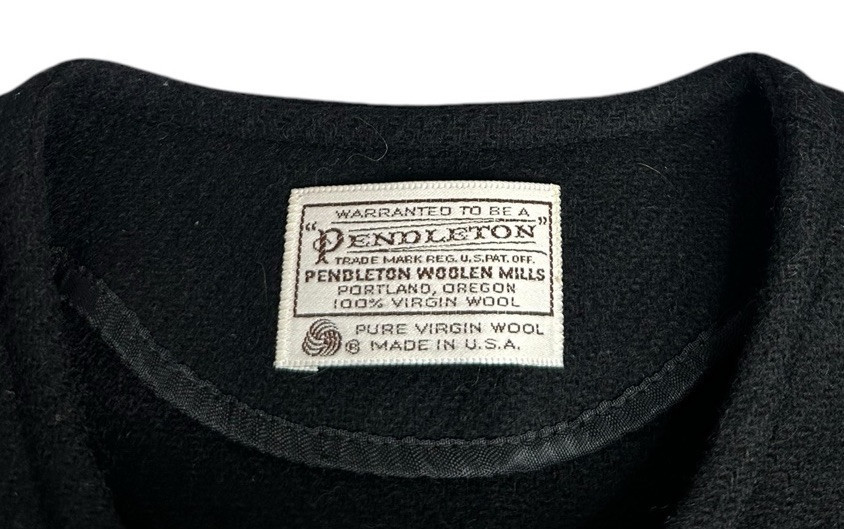 WARRANTED TO BE A
"PENDLETON"
TRADE MARK REG. U.S. PAT. OFF.
PENDLETON WOOLEN MILLS
PORTLAND, OREGON
100% VIRGIN WOOL
PURE VIRGIN WOOL
® MADE IN U.S.A.